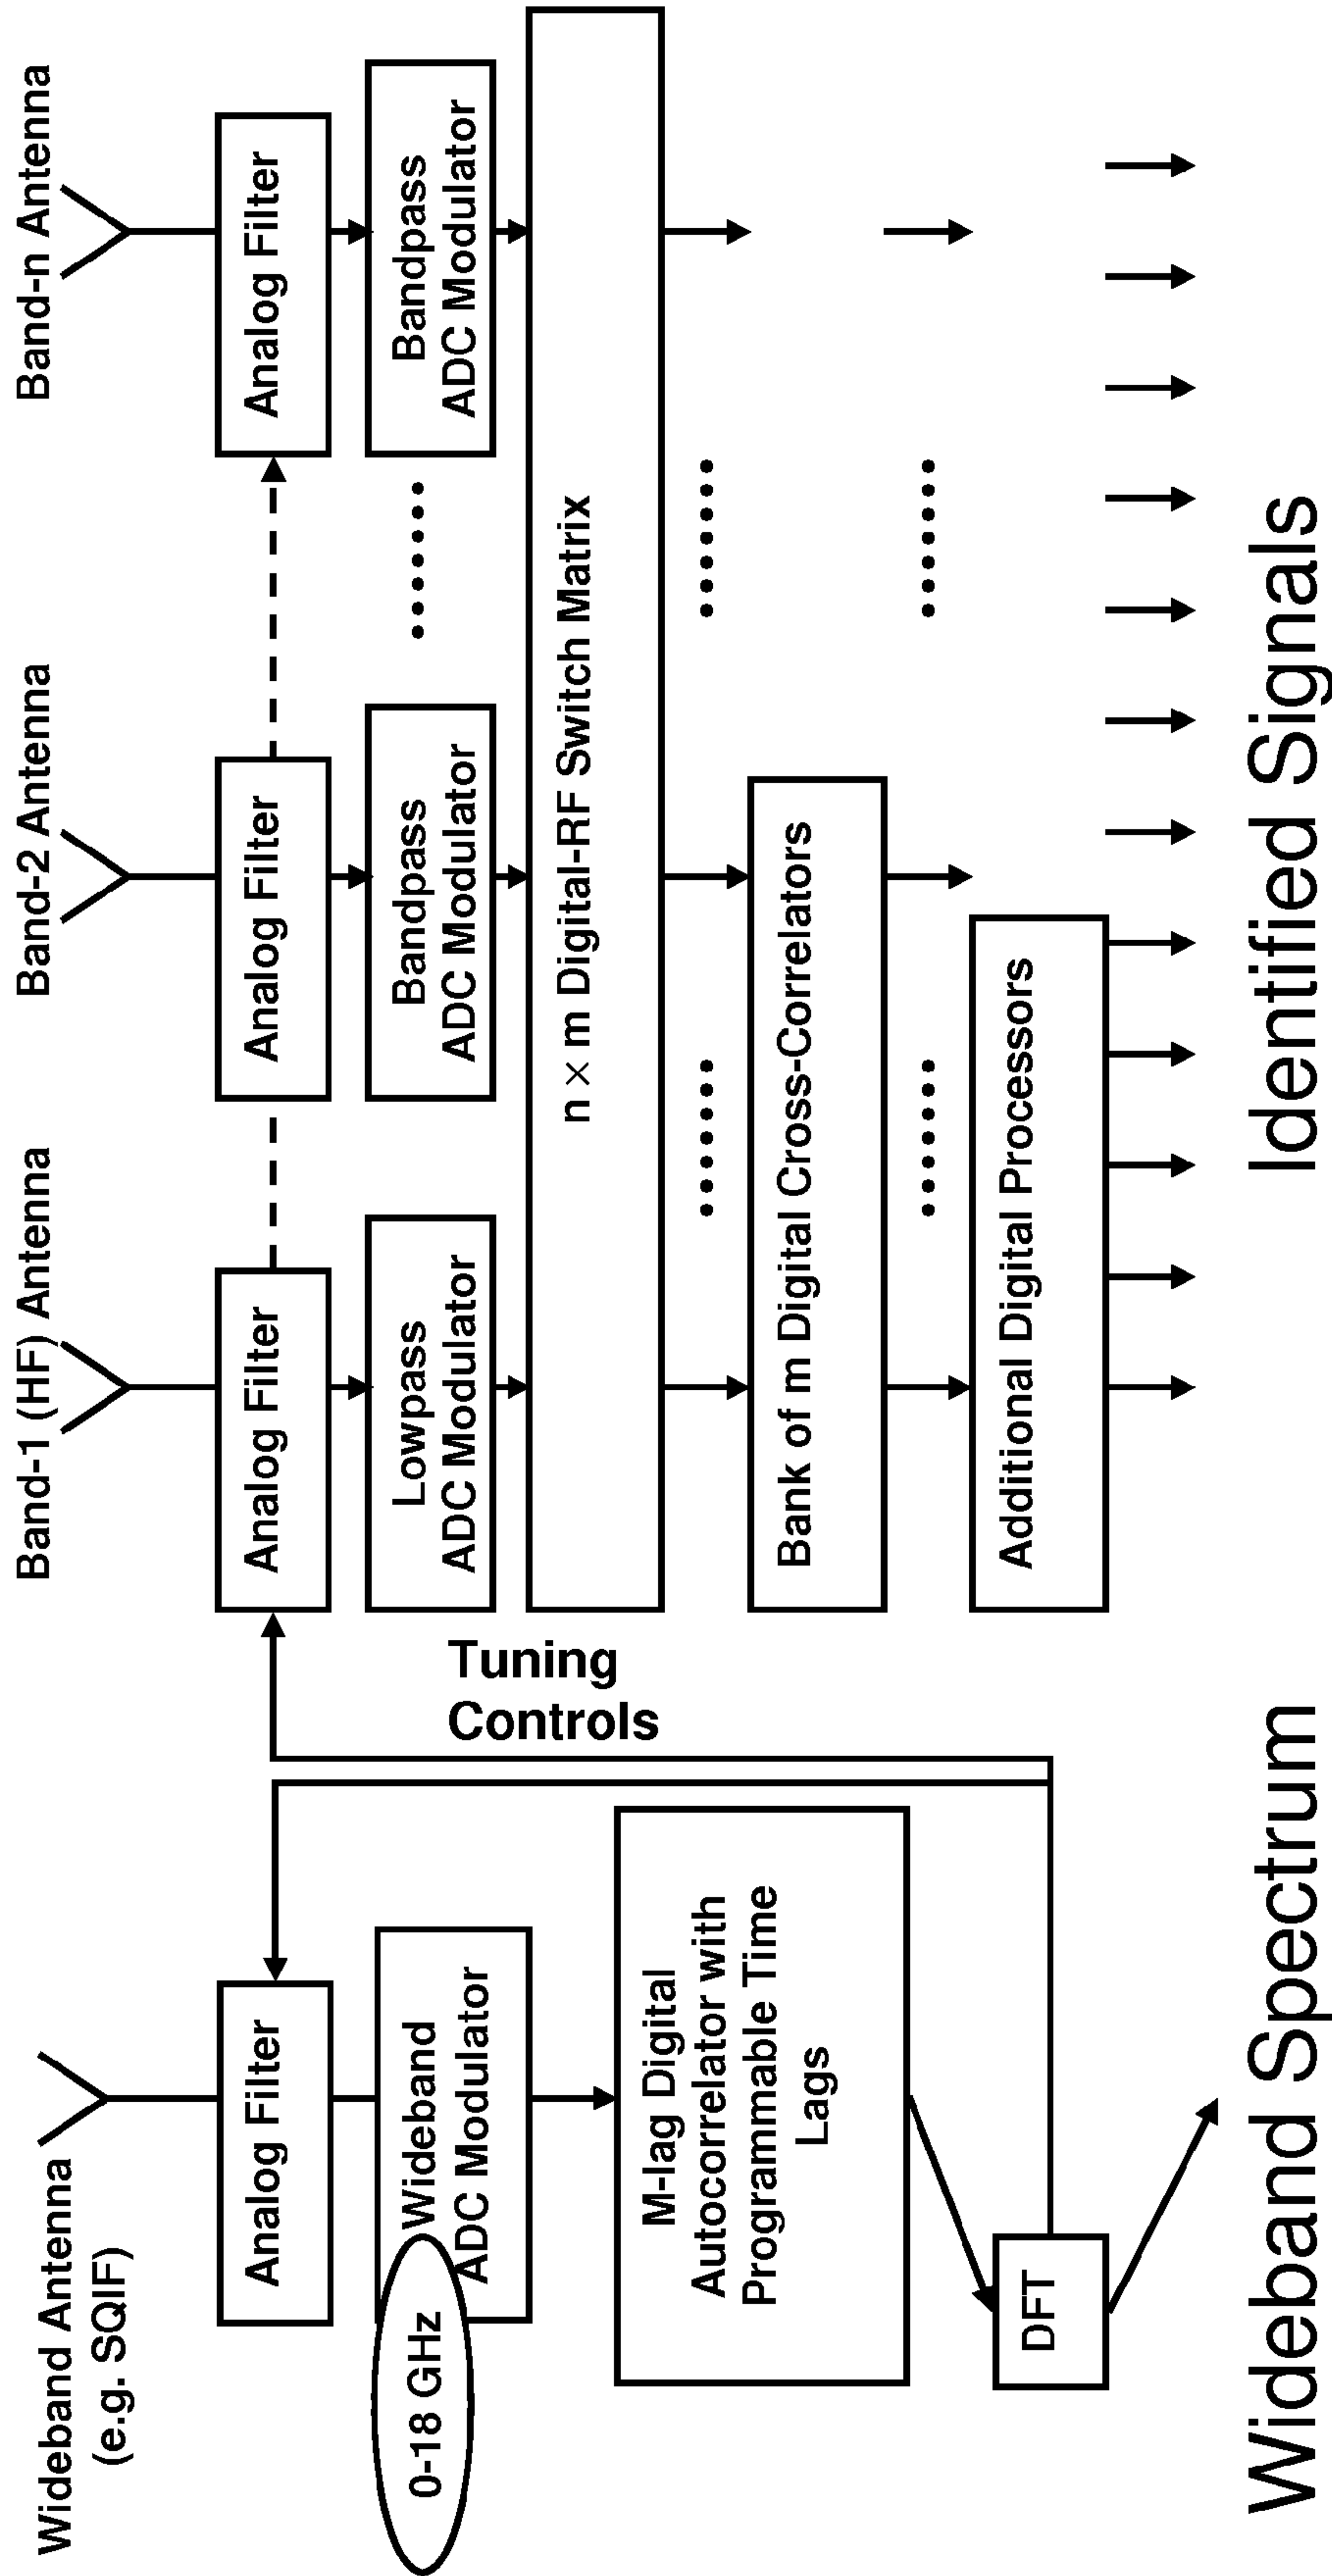 Wideband Antenna
(e.g. SQIF)
Band-1 (HF) Antenna
Band-2 Antenna
Band-n Antenna
Analog Filter
Analog Filter
Analog Filter
Analog Filter
0-18 GHz
Wideband
ADC Modulator
Lowpass
ADC Modulator
Bandpass
ADC Modulator
Bandpass
ADC Modulator
Tuning
Controls
n × m Digital-RF Switch Matrix
M-lag Digital
Autocorrelator with
Programmable Time
Lags
Bank of m Digital Cross-Correlators
DFT
Additional Digital Processors
Wideband Spectrum
Identified Signals